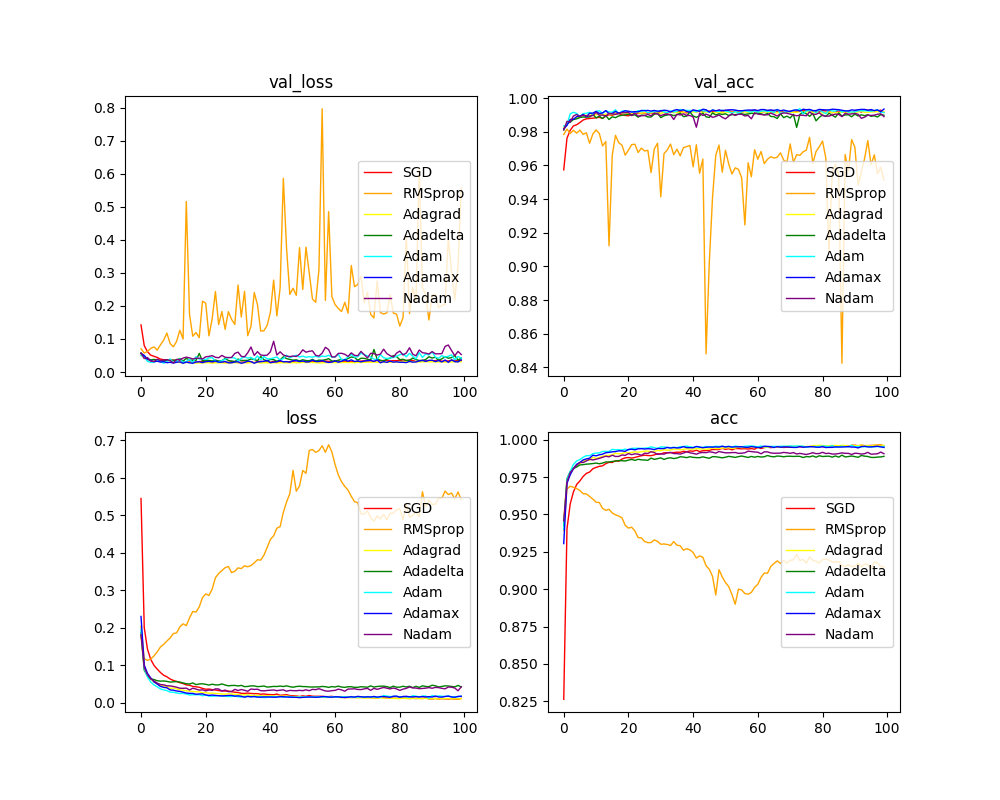 val_loss
0.8
0.7
0.6
0.5
0.4
0.3
0.2
0.1
0.0
0
20
40
60
80
100
SGD
RMSprop
Adagrad
Adadelta
Adam
Adamax
Nadam
val_acc
1.00
0.98
0.96
0.94
0.92
0.90
0.88
0.86
0.84
0
20
40
60
80
100
SGD
RMSprop
Adagrad
Adadelta
Adam
Adamax
Nadam
loss
0.7
0.6
0.5
0.4
0.3
0.2
0.1
0.0
0
20
40
60
80
100
SGD
RMSprop
Adagrad
Adadelta
Adam
Adamax
Nadam
acc
1.000
0.975
0.950
0.925
0.900
0.875
0.850
0.825
0
20
40
60
80
100
SGD
RMSprop
Adagrad
Adadelta
Adam
Adamax
Nadam